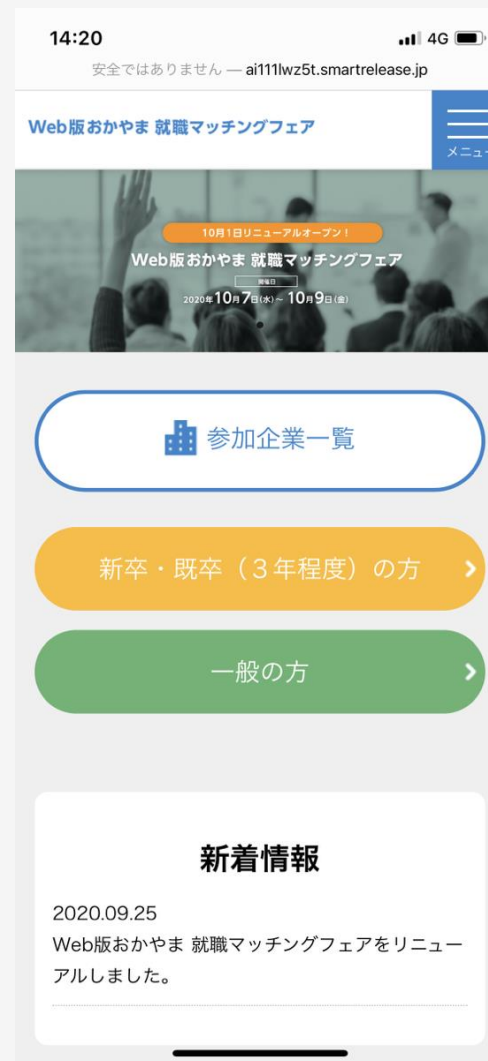 14:20
4G
安全ではありません — ai111lwz5t.smartrelease.jp
Web版おかやま 就職マッチングフェア
メニュー
10月1日リニューアルオープン！
Web版おかやま 就職マッチングフェア
開催日
2020年10月7日(水)～10月9日(金)
参加企業一覧
新卒・既卒（３年程度）の方
一般の方
新着情報
2020.09.25
Web版おかやま 就職マッチングフェアをリニュー
アルしました。